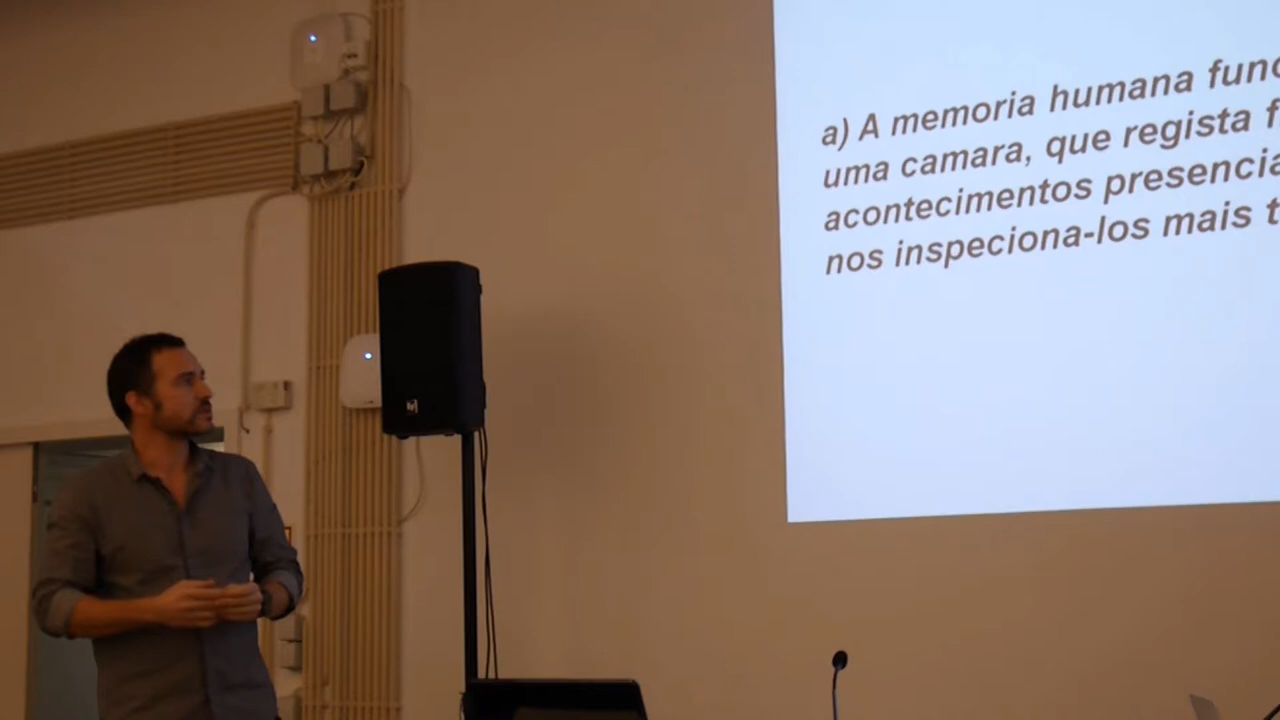 a) A memoria humana func
uma camara, que regista f
acontecimentos presencia
nos inspeciona-los mais t